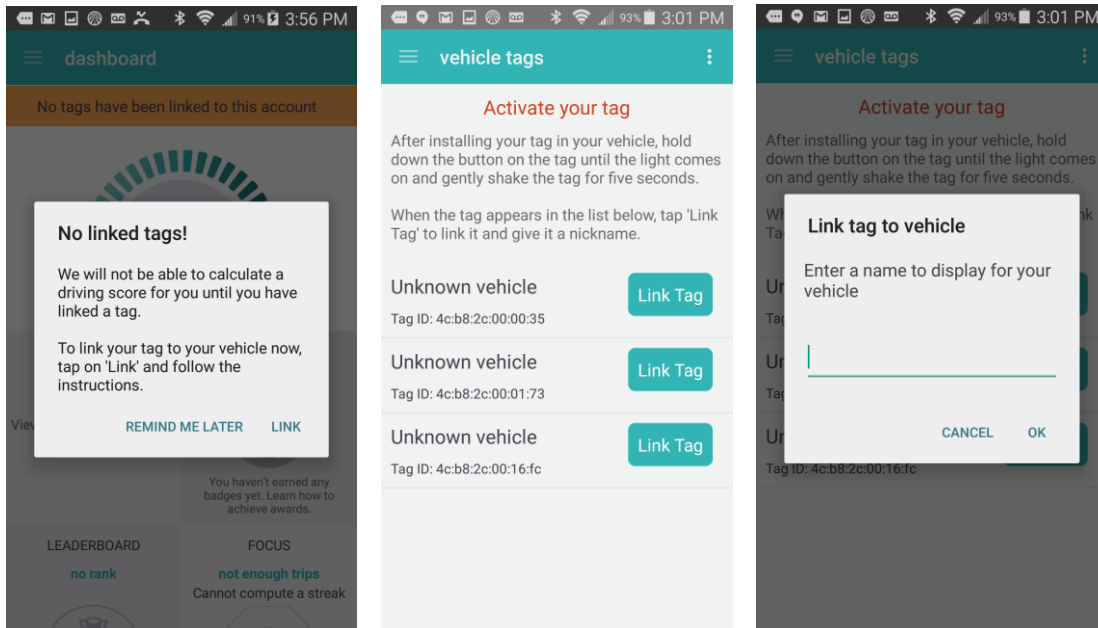 91% 3:56 PM
dashboard
No tags have been linked to this account
No linked tags!
We will not be able to calculate a
driving score for you until you have
linked a tag.
To link your tag to your vehicle now,
tap on 'Link' and follow the
instructions.
REMIND ME LATER LINK
View
You haven't earned any
badges yet. Learn how to
achieve awards.
LEADERBOARD
no rank
FOCUS
not enough trips
Cannot compute a streak
93% 3:01 PM
vehicle tags
Activate your tag
After installing your tag in your vehicle, hold
down the button on the tag until the light comes
on and gently shake the tag for five seconds.
When the tag appears in the list below, tap 'Link
Tag' to link it and give it a nickname.
Unknown vehicle
Tag ID: 4c:b8:2c:00:00:35
Link Tag
Unknown vehicle
Tag ID: 4c:b8:2c:00:01:73
Link Tag
Unknown vehicle
Tag ID: 4c:b8:2c:00:16:fc
Link Tag
93% 3:01 PM
vehicle tags
Activate your tag
After installing your tag in your vehicle, hold
down the button on the tag until the light comes
on and gently shake the tag for five seconds.
Link tag to vehicle
Enter a name to display for your
vehicle
CANCEL OK
Tag ID: 4c:b8:2c:00:16:fc